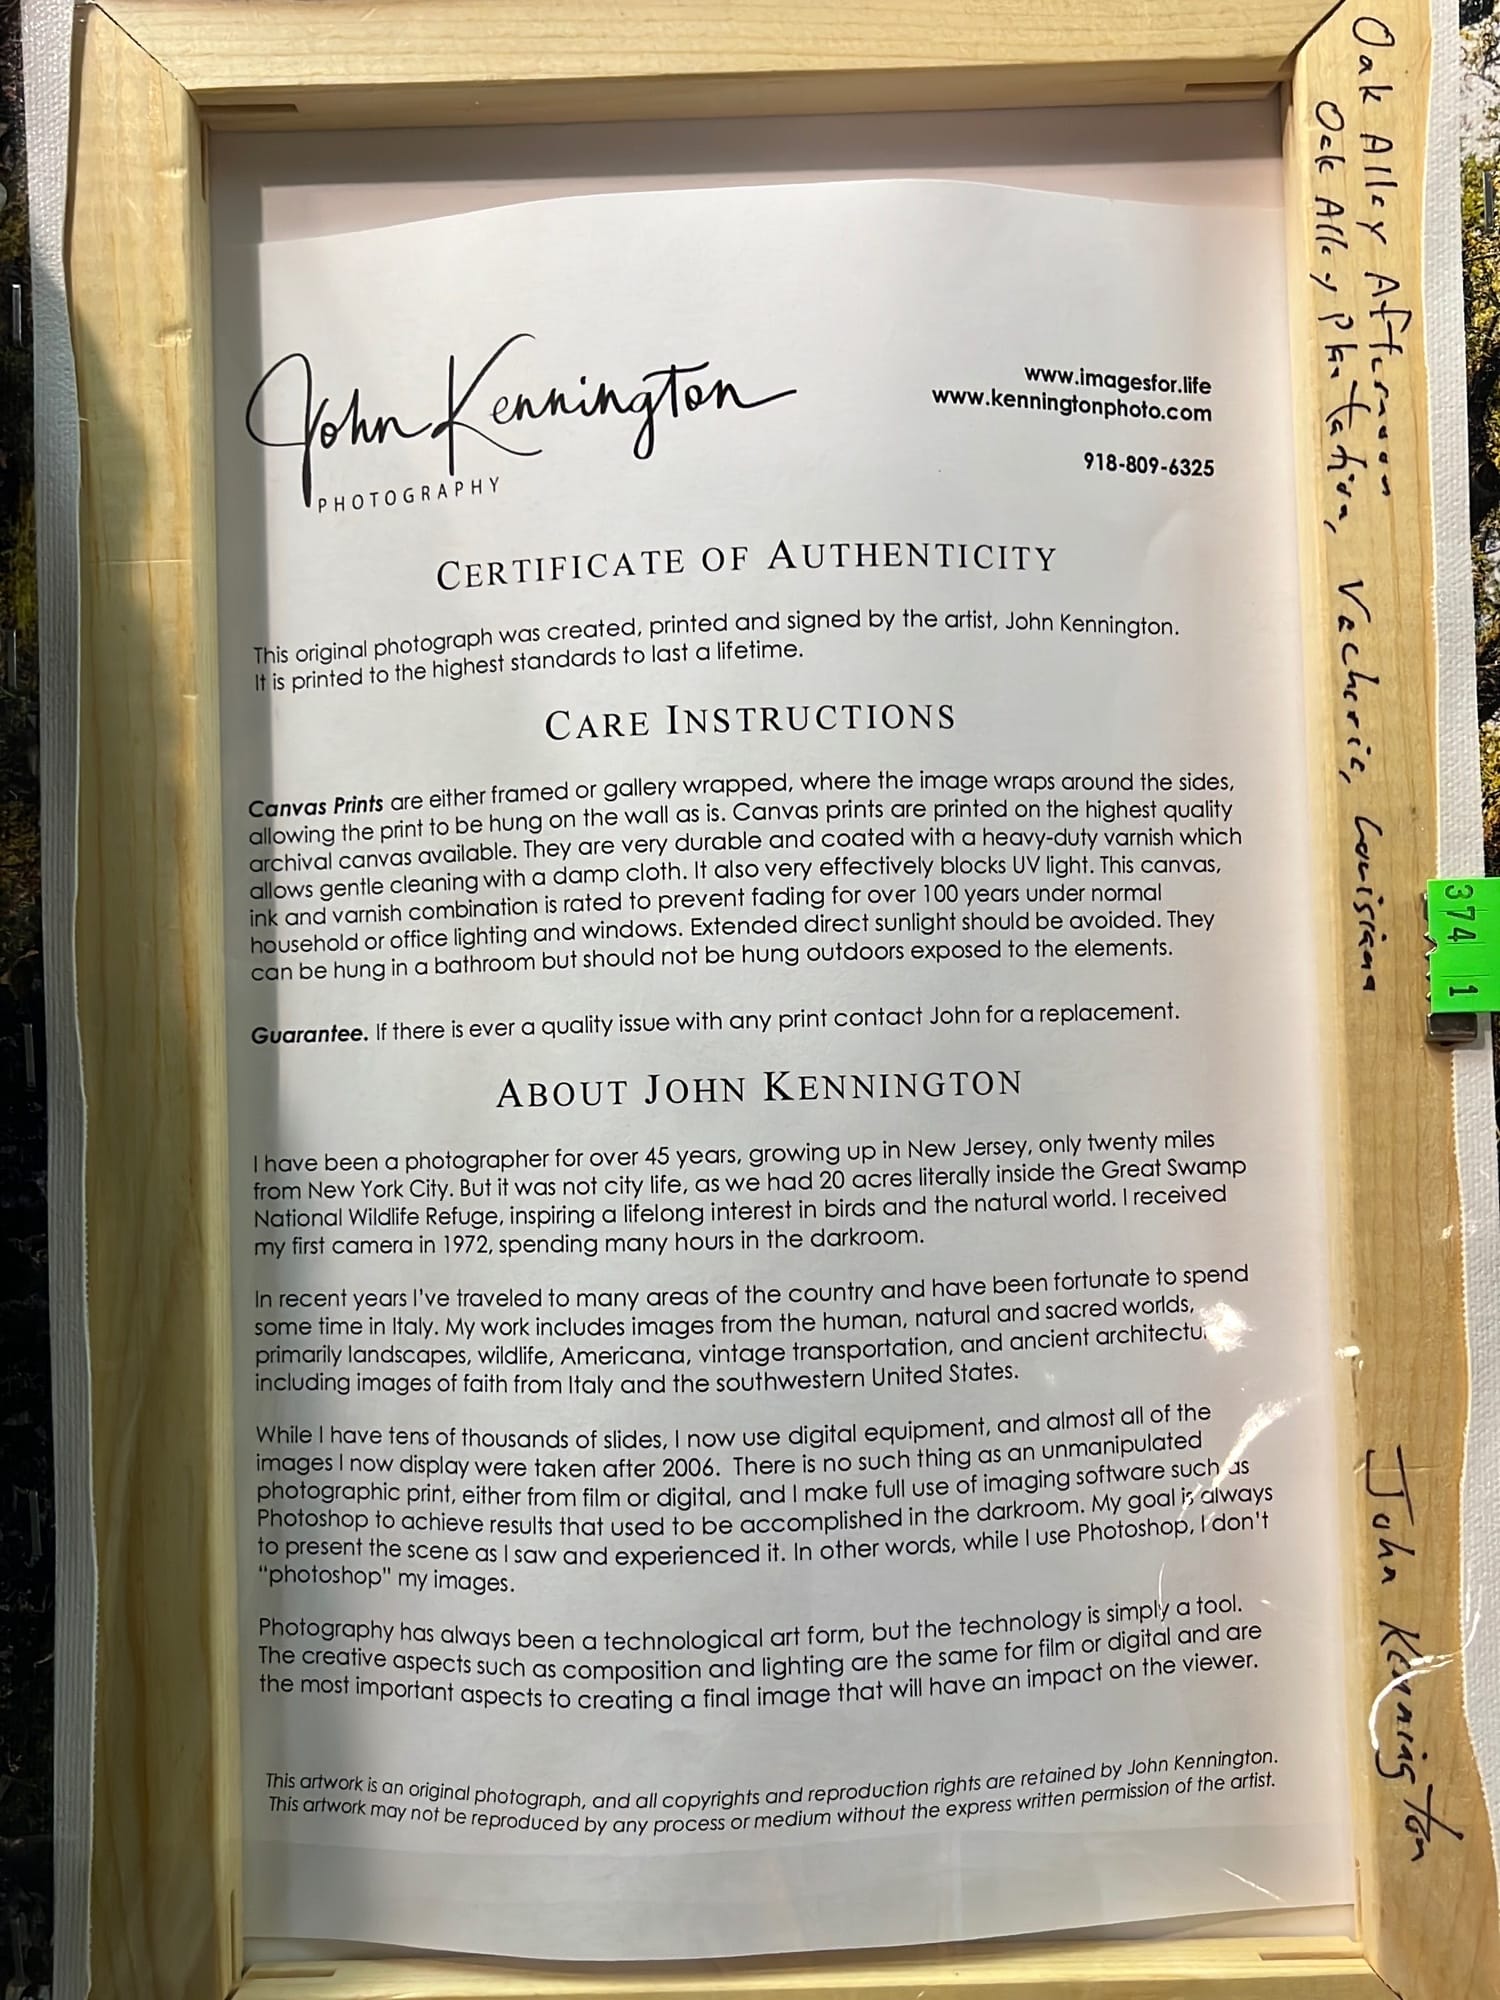 John Kennington
PHOTOGRAPHY
www.imagesfor.life
www.kenningtonphoto.com
918-809-6325
CERTIFICATE OF AUTHENTICITY
This original photograph was created, printed and signed by the artist, John Kennington.
It is printed to the highest standards to last a lifetime.
CARE INSTRUCTIONS
Canvas Prints are either framed or gallery wrapped, where the image wraps around the sides,
allowing the print to be hung on the wall as is. Canvas prints are printed on the highest quality
archival canvas available. They are very durable and coated with a heavy-duty varnish which
allows gentle cleaning with a damp cloth. It also very effectively blocks UV light. This canvas,
ink and varnish combination is rated to prevent fading for over 100 years under normal
household or office lighting and windows. Extended direct sunlight should be avoided. They
can be hung in a bathroom but should not be hung outdoors exposed to the elements.
Guarantee. If there is ever a quality issue with any print contact John for a replacement.
ABOUT JOHN KENNINGTON
I have been a photographer for over 45 years, growing up in New Jersey, only twenty miles
from New York City. But it was not city life, as we had 20 acres literally inside the Great Swamp
National Wildlife Refuge, inspiring a lifelong interest in birds and the natural world. I received
my first camera in 1972, spending many hours in the darkroom.
In recent years I've traveled to many areas of the country and have been fortunate to spend
some time in Italy. My work includes images from the human, natural and sacred worlds,
primarily landscapes, wildlife, Americana, vintage transportation, and ancient architectu
including images of faith from Italy and the southwestern United States.
While I have tens of thousands of slides, I now use digital equipment, and almost all of the
images I now display were taken after 2006. There is no such thing as an unmanipulated
photographic print, either from film or digital, and I make full use of imaging software such as
Photoshop to achieve results that used to be accomplished in the darkroom. My goal is always
to present the scene as I saw and experienced it. In other words, while I use Photoshop, I don't
"photoshop" my images.
Photography has always been a technological art form, but the technology is simply a tool.
The creative aspects such as composition and lighting are the same for film or digital and are
the most important aspects to creating a final image that will have an impact on the viewer.
This artwork is an original photograph, and all copyrights and reproduction rights are retained by John Kennington.
This artwork may not be reproduced by any process or medium without the express written permission of the artist.
Oak Alley Afternoon
Oak Alley Plantation, Vacherie, Louisiana
John Kennington
374 1